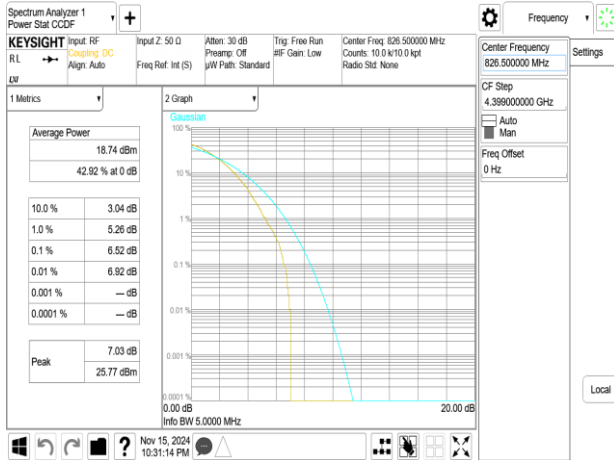 Spectrum Analyzer 1
Power Stat CCDF
Frequency
KEYSIGHT
RL
LXI
Input: RF
Coupling: DC
Align: Auto
Input Z: 50 Ω
Freq Ref: Int (S)
Atten: 30 dB
Preamp: Off
µW Path: Standard
Trig: Free Run
#IF Gain: Low
Center Freq: 826.500000 MHz
Counts: 10.0 k/10.0 kpt
Radio Std: None
Center Frequency
826.500000 MHz
Settings
CF Step
4.399000000 GHz
Auto
Man
Freq Offset
0 Hz
Local
1 Metrics
Average Power
18.74 dBm
42.92 % at 0 dB
10.0 % 3.04 dB
1.0 % 5.26 dB
0.1 % 6.52 dB
0.01 % 6.92 dB
0.001 % --- dB
0.0001 % --- dB
Peak
7.03 dB
25.77 dBm
2 Graph
Gaussian
100 %
10 %
1 %
0.1 %
0.01 %
0.001 %
0.0001 %
0.00 dB
20.00 dB
Info BW 5.0000 MHz
?
Nov 15, 2024
10:31:14 PM